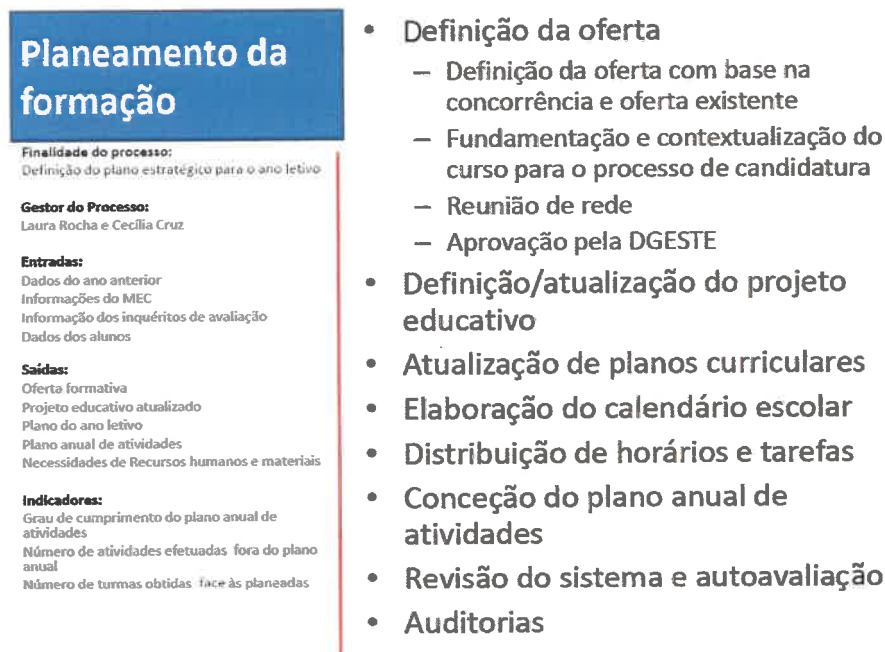 Planeamento da
formação
Finalidade do processo:
Definição do plano estratégico para o ano letivo
Gestor do Processo:
Laura Rocha e Cecília Cruz
Entradas:
Dados do ano anterior
Informações do MEC
Informação dos inquéritos de avaliação
Dados dos alunos
Saídas:
Oferta formativa
Projeto educativo atualizado
Plano do ano letivo
Plano anual de atividades
Necessidades de Recursos humanos e materiais
Indicadores:
Grau de cumprimento do plano anual de
atividades
Número de atividades efetuadas fora do plano
anual
Número de turmas obtidas face às planeadas
• Definição da oferta
– Definição da oferta com base na
concorrência e oferta existente
– Fundamentação e contextualização do
curso para o processo de candidatura
– Reunião de rede
– Aprovação pela DGESTE
• Definição/atualização do projeto
educativo
• Atualização de planos curriculares
• Elaboração do calendário escolar
• Distribuição de horários e tarefas
• Conceção do plano anual de
atividades
• Revisão do sistema e autoavaliação
• Auditorias